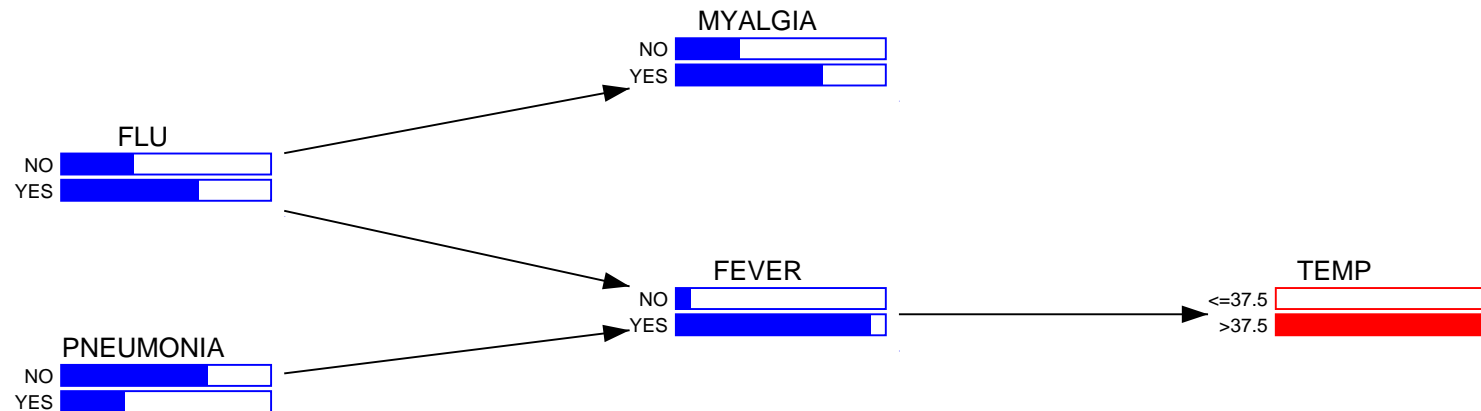 MYALGIA
NO
YES
FLU
NO
YES
FEVER
NO
YES
TEMP
<=37.5
>37.5
PNEUMONIA
NO
YES